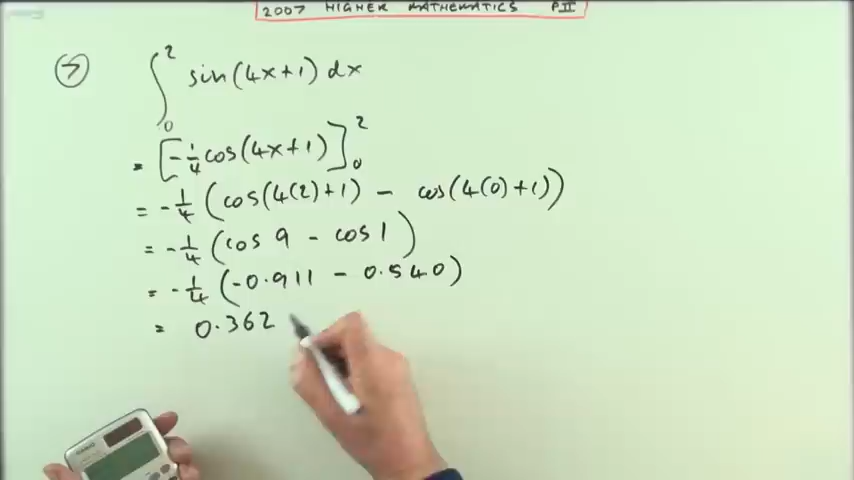 2007 HIGHER MATHEMATICS PII
7 ∫₀² sin(4x+1) dx
= [-1/4 cos(4x+1)]₀²
= -1/4 (cos(4(2)+1) - cos(4(0)+1))
= -1/4 (cos 9 - cos 1)
= -1/4 (-0.911 - 0.540)
= 0.362
CASIO